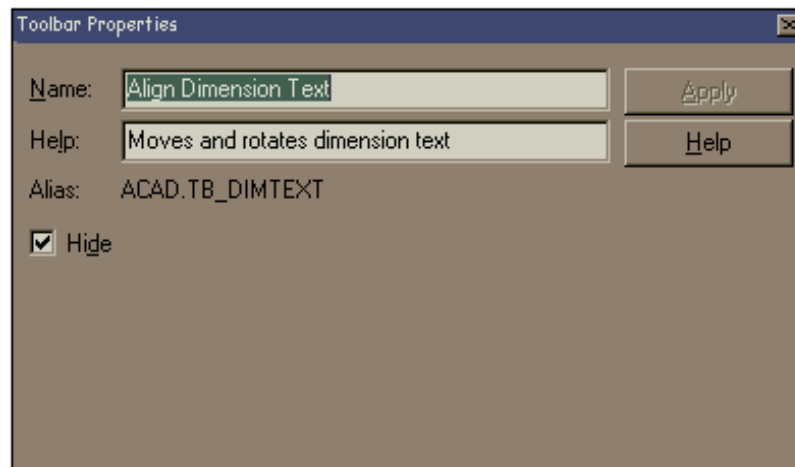 Toolbar Properties
Name: Align Dimension Text Apply
Help: Moves and rotates dimension text Help
Alias: ACAD.TB_DIMTEXT
Hide